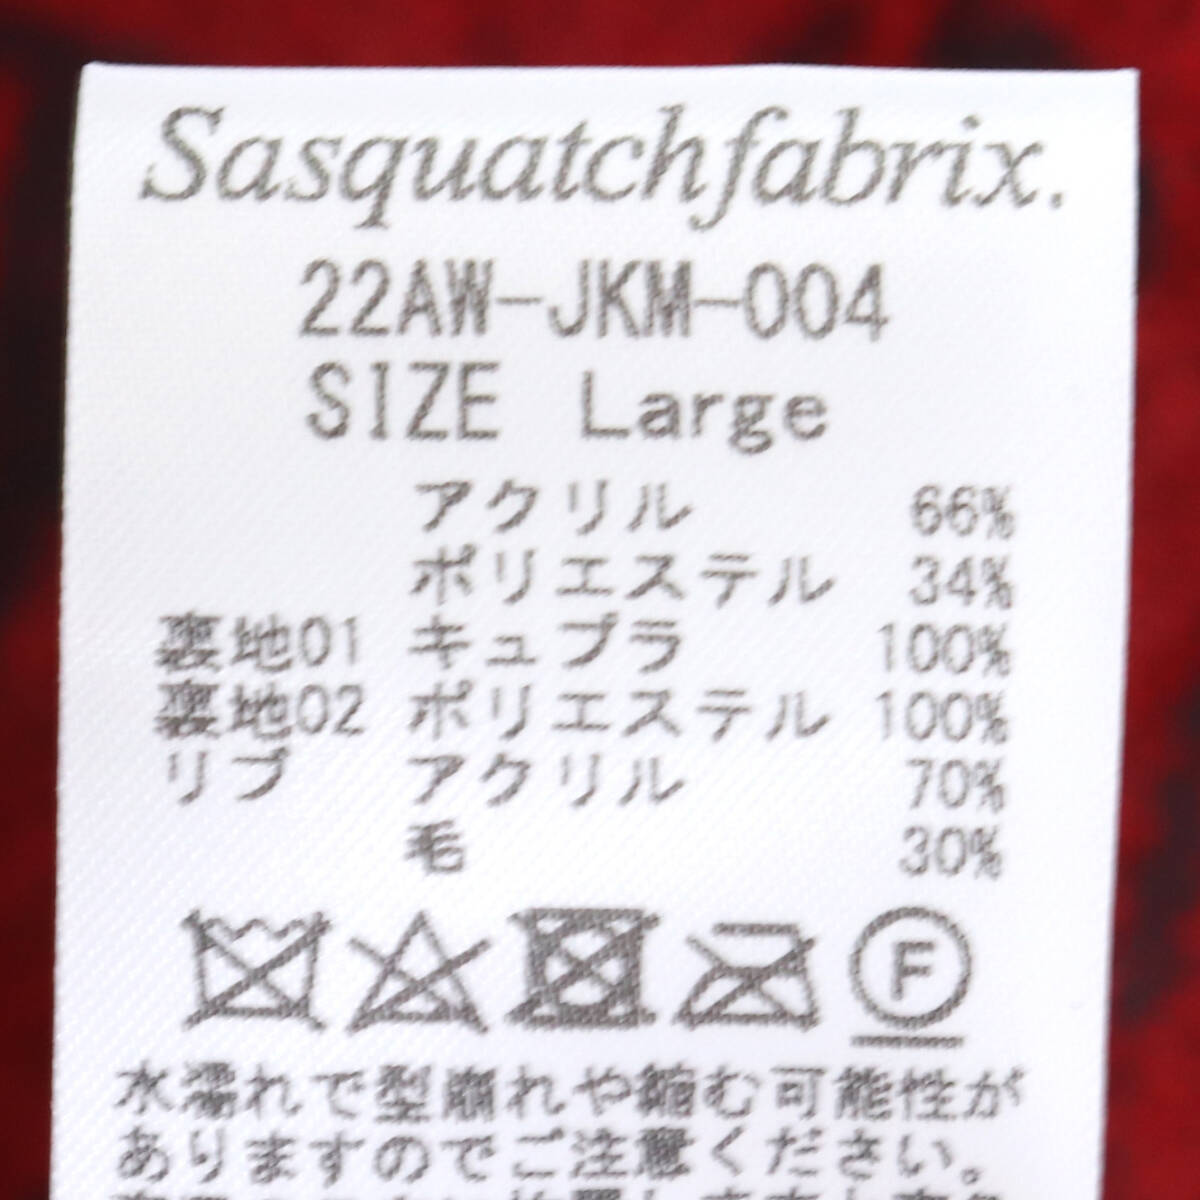 Sasquatchfabrix.
22AW-JKM-004
SIZE Large
アクリル 66%
ポリエステル 34%
裏地01 キュプラ 100%
裏地02 ポリエステル 100%
リブ アクリル 70%
毛 30%
F
水濡れで型崩れや縮む可能性が
ありますのでご注意ください。